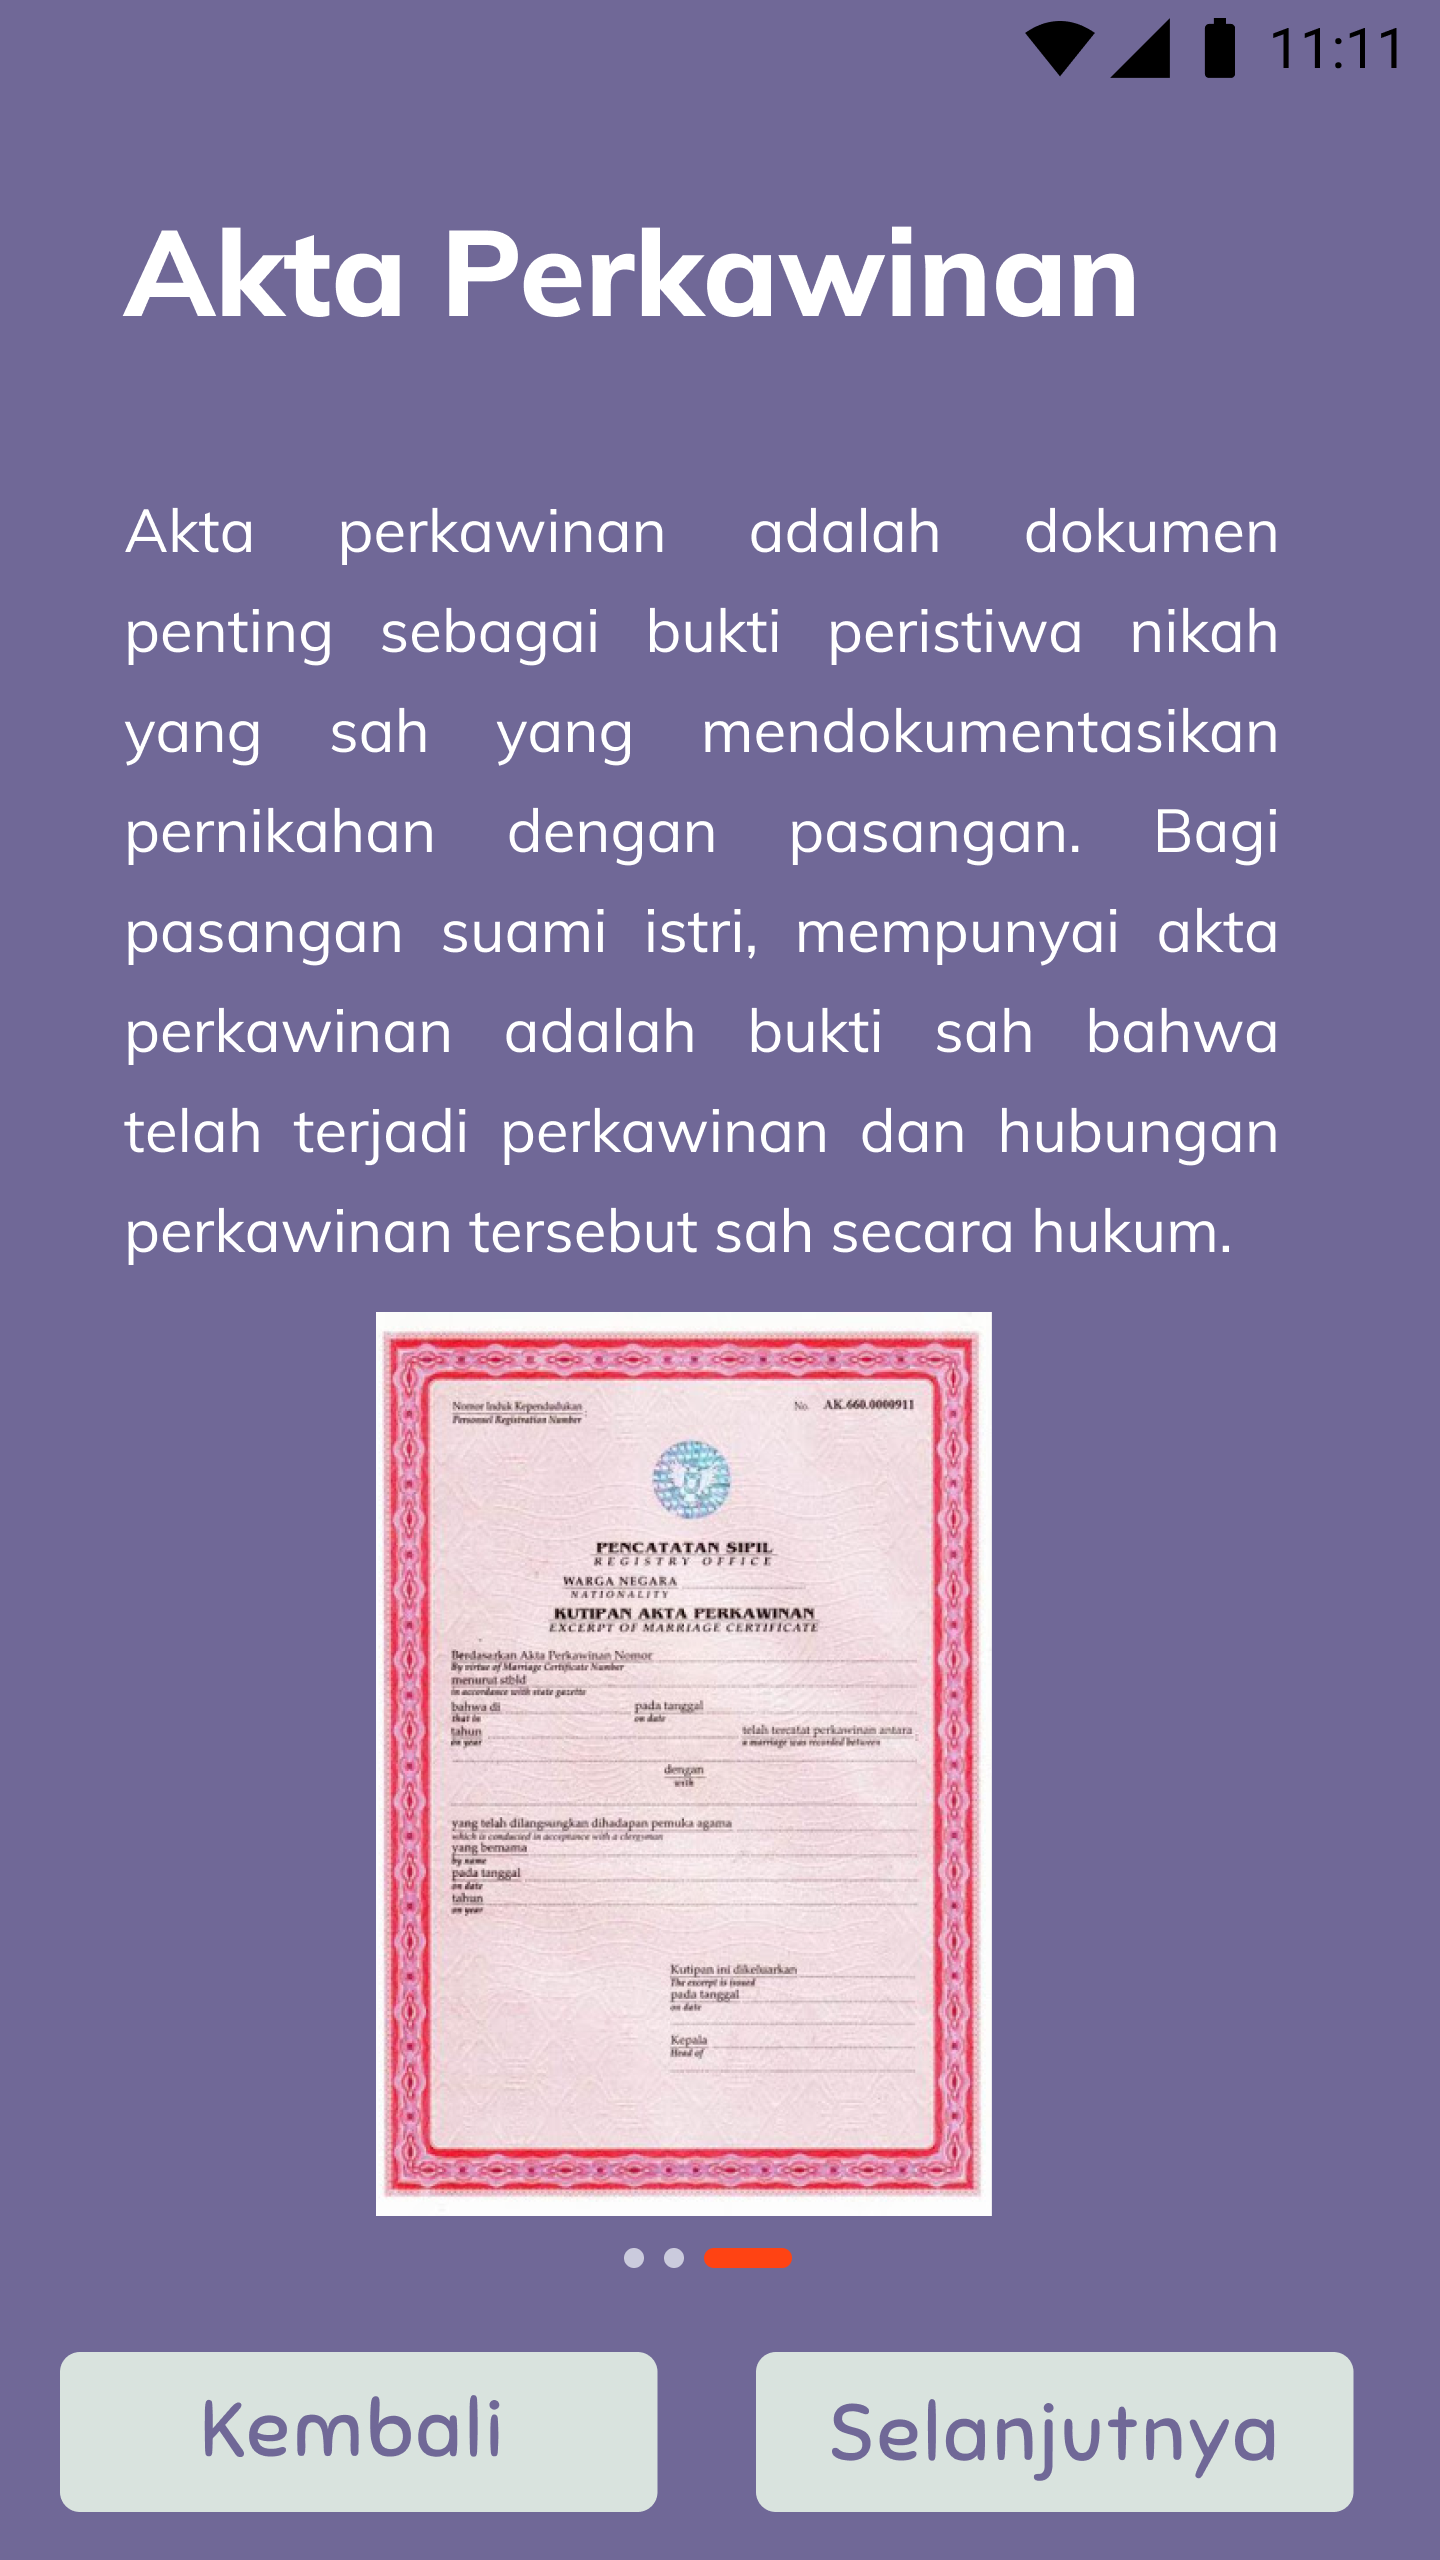 11:11
Akta Perkawinan
Akta perkawinan adalah dokumen
penting sebagai bukti peristiwa nikah
yang sah yang mendokumentasikan
pernikahan dengan pasangan. Bagi
pasangan suami istri, mempunyai akta
perkawinan adalah bukti sah bahwa
telah terjadi perkawinan dan hubungan
perkawinan tersebut sah secara hukum.
Nomor Induk Kependudukan :
Personnel Registration Number
No. AK.660.0000911
PENCATATAN SIPIL
REGISTRY OFFICE
WARGA NEGARA
NATIONALITY
KUTIPAN AKTA PERKAWINAN
EXCERPT OF MARRIAGE CERTIFICATE
Berdasarkan Akta Perkawinan Nomor
By virtue of Marriage Certificate Number
menurut stbld
in accordance with state gazette
bahwa di
that in
pada tanggal
on date
tahun
on year
telah tercatat perkawinan antara :
a marriage was recorded between
dengan
with
yang telah dilangsungkan dihadapan pemuka agama
which is conducted in acceptance with a clergyman
yang bernama
by name
pada tanggal
on date
tahun
on year
Kutipan ini dikeluarkan
The excerpt is issued
pada tanggal
on date
Kepala
Head of
Kembali
Selanjutnya